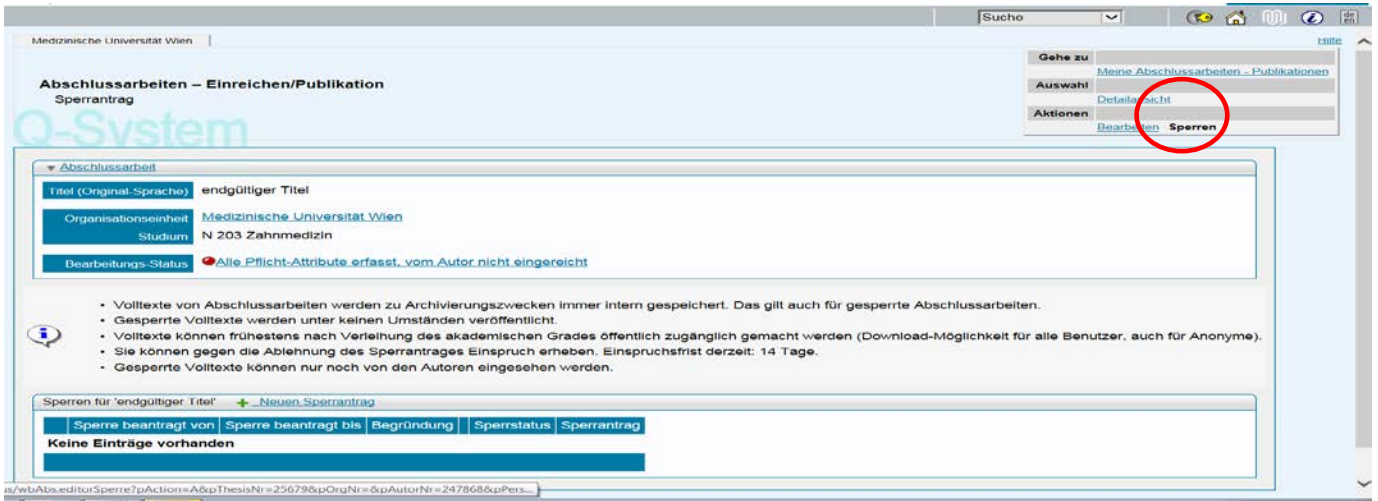 Suche
de
en
Medizinische Universität Wien
Hilfe
Gehe zu
Meine Abschlussarbeiten - Publikationen
Auswahl
Detailansicht
Aktionen
Bearbeiten Sperren
Abschlussarbeiten – Einreichen/Publikation
Sperrantrag
Q-System
Abschlussarbeit
Titel (Original-Sprache) endgültiger Titel
Organisationseinheit Medizinische Universität Wien
Studium N 203 Zahnmedizin
Bearbeitungs-Status Alle Pflicht-Attribute erfasst, vom Autor nicht eingereicht
• Volltexte von Abschlussarbeiten werden zu Archivierungszwecken immer intern gespeichert. Das gilt auch für gesperrte Abschlussarbeiten.
• Gesperrte Volltexte werden unter keinen Umständen veröffentlicht.
• Volltexte können frühestens nach Verleihung des akademischen Grades öffentlich zugänglich gemacht werden (Download-Möglichkeit für alle Benutzer, auch für Anonyme).
• Sie können gegen die Ablehnung des Sperrantrages Einspruch erheben. Einspruchsfrist derzeit: 14 Tage.
• Gesperrte Volltexte können nur noch von den Autoren eingesehen werden.
Sperren für 'endgültiger Titel' + Neuen Sperrantrag
Sperre beantragt von Sperre beantragt bis Begründung Sperrstatus Sperrantrag
Keine Einträge vorhanden
us/wbAbs.editorSperre?pAction=A&pThesisNr=25679&pOrgNr=&pAutorNr=247868&pPers...